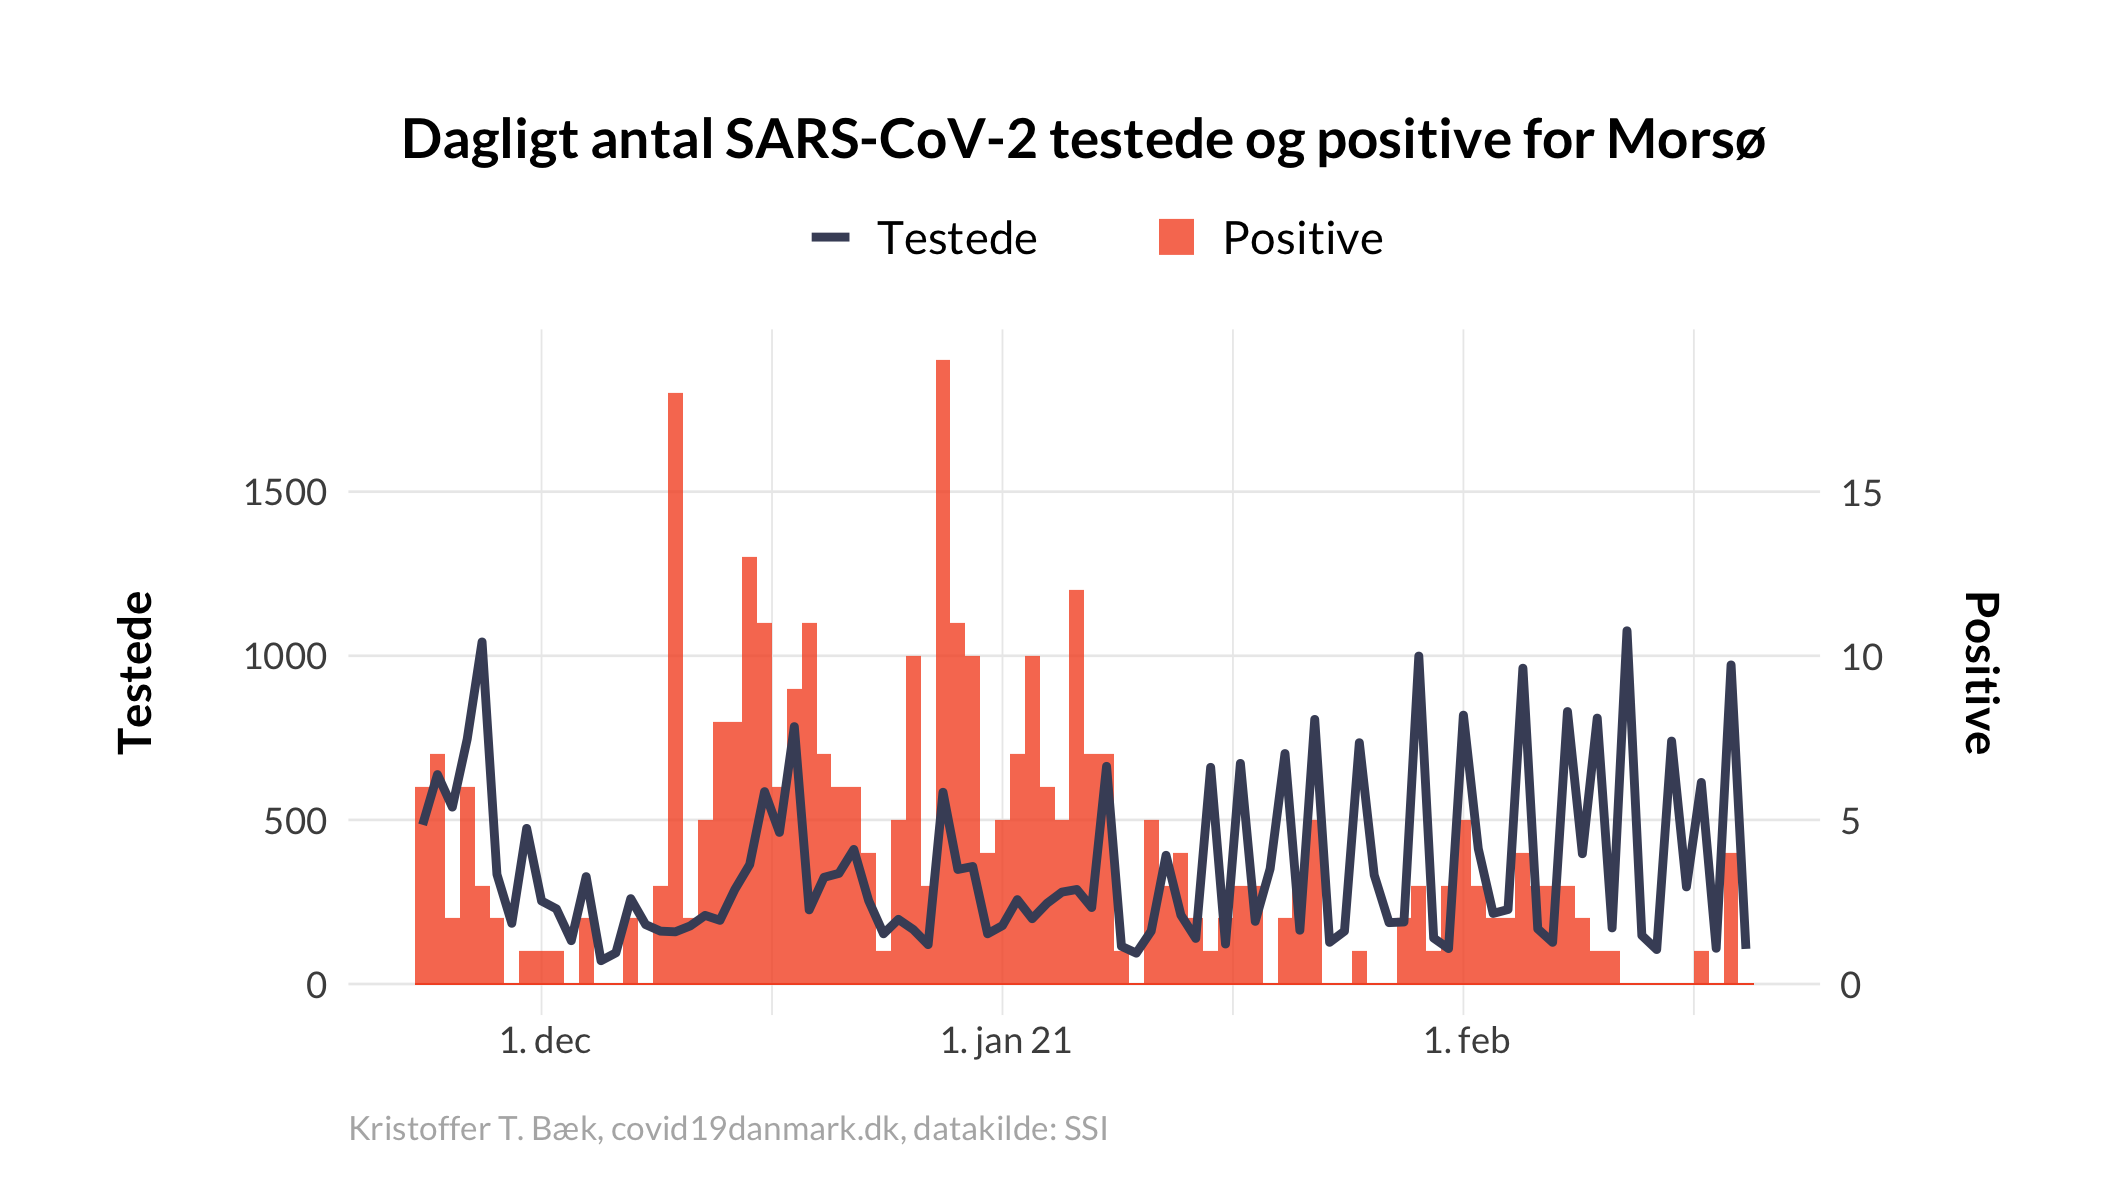 Dagligt antal SARS-CoV-2 testede og positive for Morsø
Testede Positive
1500 15
1000 10
500 5
0 0
Testede
Positive
1. dec 1. jan 21 1. feb
Kristoffer T. Bæk, covid19danmark.dk, datakilde: SSI